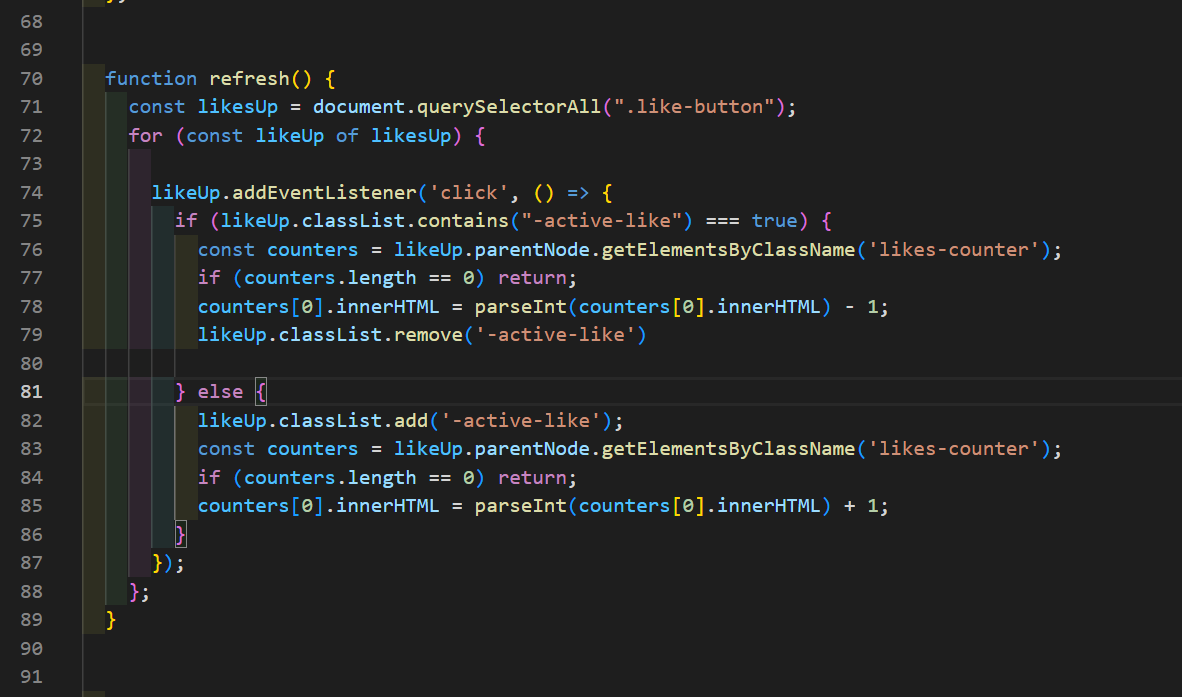 68
69
70 function refresh() {
71 const likesUp = document.querySelectorAll(".like-button");
72 for (const likeUp of likesUp) {
73
74 likeUp.addEventListener('click', () => {
75 if (likeUp.classList.contains("-active-like") === true) {
76 const counters = likeUp.parentNode.getElementsByClassName('likes-counter');
77 if (counters.length == 0) return;
78 counters[0].innerHTML = parseInt(counters[0].innerHTML) - 1;
79 likeUp.classList.remove('-active-like')
80
81 } else {
82 likeUp.classList.add('-active-like');
83 const counters = likeUp.parentNode.getElementsByClassName('likes-counter');
84 if (counters.length == 0) return;
85 counters[0].innerHTML = parseInt(counters[0].innerHTML) + 1;
86 }
87 });
88 };
89 }
90
91